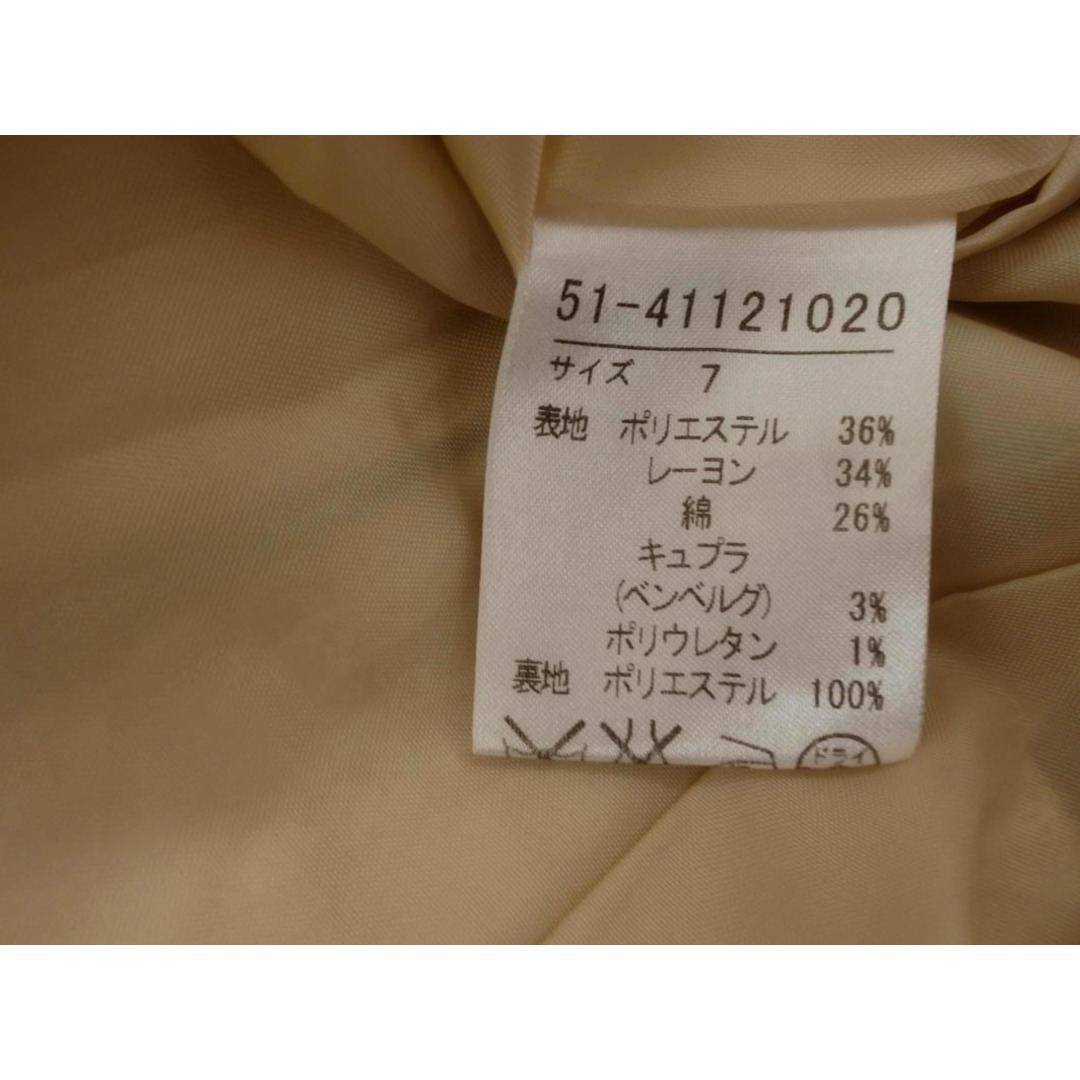 51-41121020
サイズ 7
表地 ポリエステル 36%
レーヨン 34%
綿 26%
キュプラ
(ベンベルグ) 3%
ポリウレタン 1%
裏地 ポリエステル 100%
ドライ